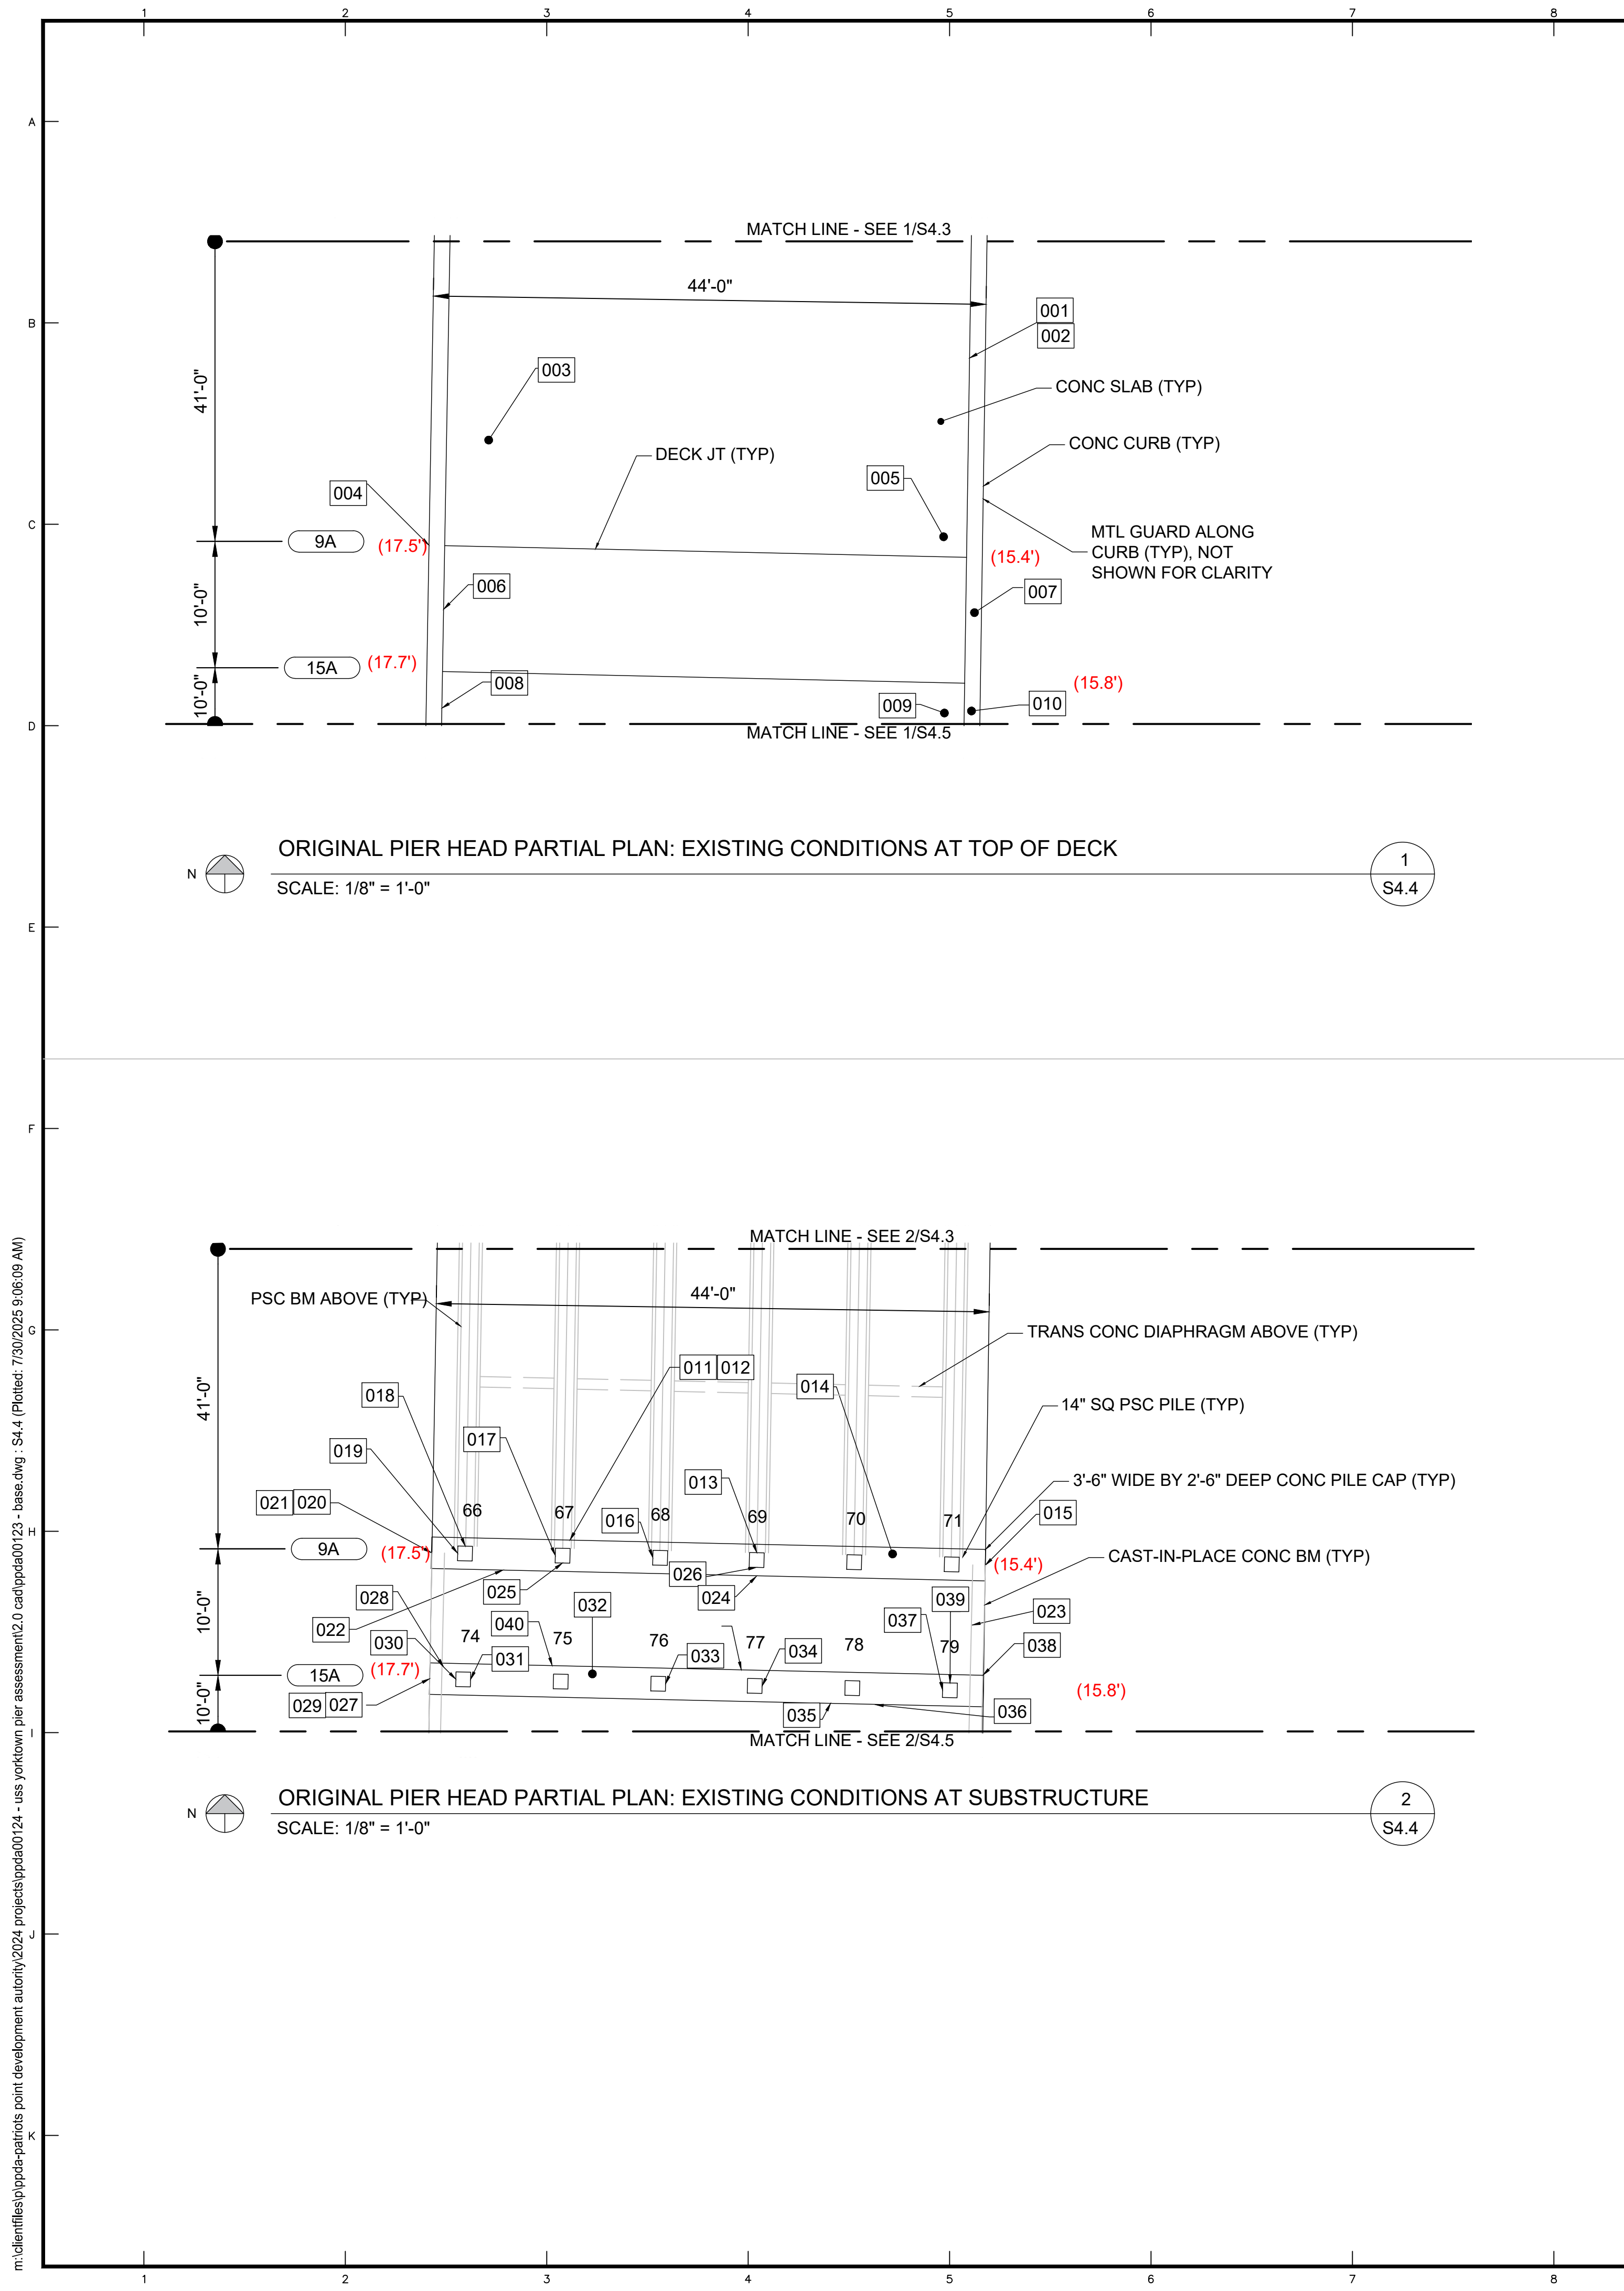 1 2 3 4 5 6 7 8
A
MATCH LINE - SEE 1/S4.3
44'-0"
001
B
002
003
CONC SLAB (TYP)
41'-0"
CONC CURB (TYP)
DECK JT (TYP)
005
004
C
MTL GUARD ALONG
CURB (TYP), NOT
SHOWN FOR CLARITY
9A
(17.5')
(15.4')
006
007
10'-0"
15A
(17.7')
008
(15.8')
10'-0"
009
010
D
MATCH LINE - SEE 1/S4.5
ORIGINAL PIER HEAD PARTIAL PLAN: EXISTING CONDITIONS AT TOP OF DECK
N
SCALE: 1/8" = 1'-0"
1
S4.4
E
F
MATCH LINE - SEE 2/S4.3
PSC BM ABOVE (TYP)
44'-0"
G
TRANS CONC DIAPHRAGM ABOVE (TYP)
011 012
014
018
41'-0"
14" SQ PSC PILE (TYP)
017
019
013
3'-6" WIDE BY 2'-6" DEEP CONC PILE CAP (TYP)
021 020
66 67 68 69 70 71
016
015
H
9A
(17.5')
(15.4')
CAST-IN-PLACE CONC BM (TYP)
026
025
024
028
032
039
10'-0"
022
040
037
023
030
74 75 76 77 78 79
038
031
033
034
15A
(17.7')
(15.8')
10'-0"
029 027
035
036
I
MATCH LINE - SEE 2/S4.5
ORIGINAL PIER HEAD PARTIAL PLAN: EXISTING CONDITIONS AT SUBSTRUCTURE
N
SCALE: 1/8" = 1'-0"
2
S4.4
J
K
m:\clientfiles\p\ppda-patriots point development autority\2024 projects\ppda00124 - uss yorktown pier assessment\2.0 cad\ppda00123 - base.dwg : S4.4 (Plotted: 7/30/2025 9:06:09 AM)
1 2 3 4 5 6 7 8